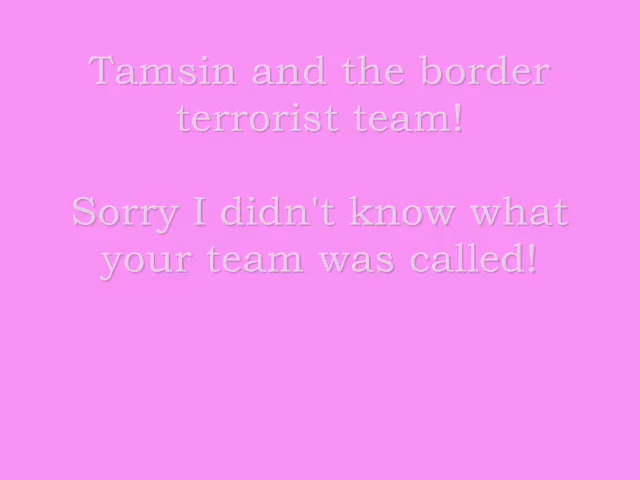 Tamsin and the border
terrorist team!
Sorry I didn't know what
your team was called!